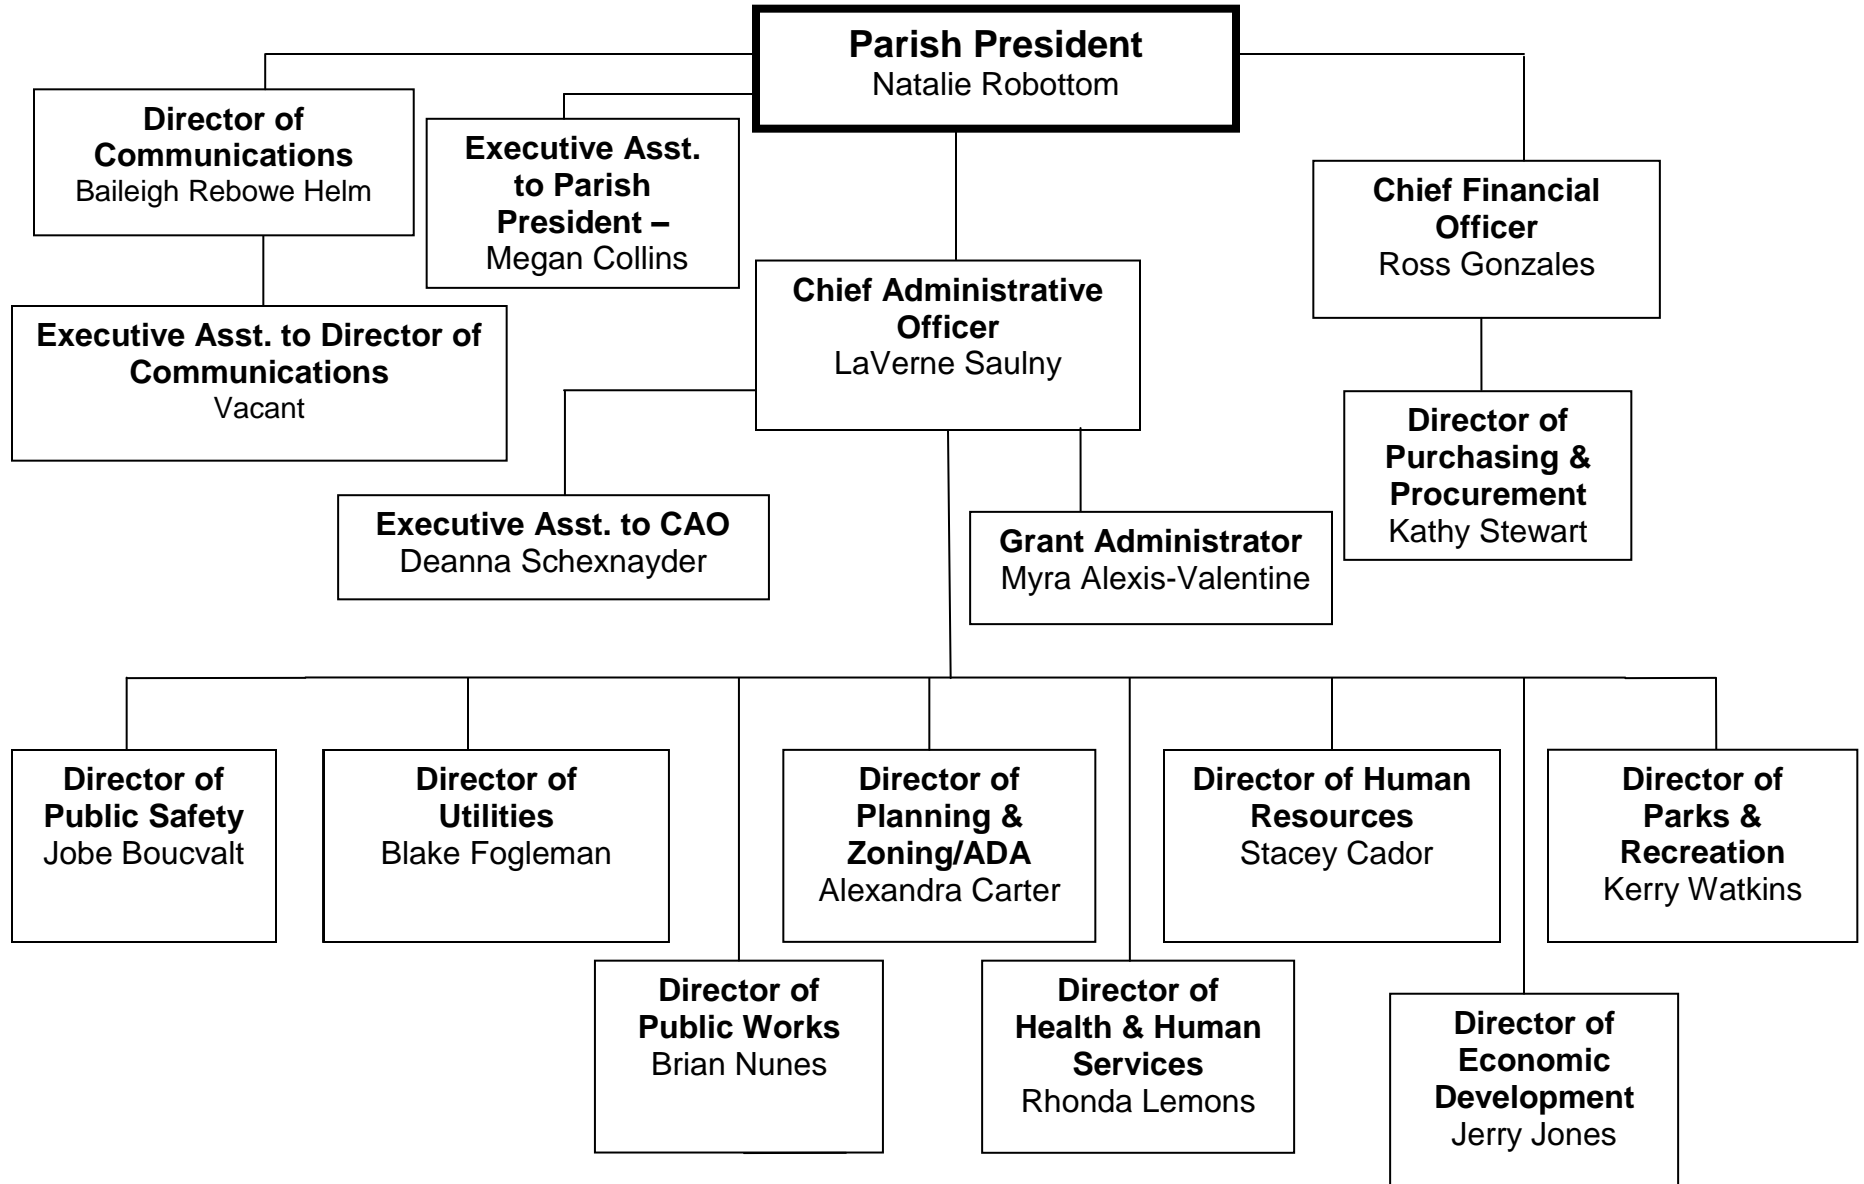 Parish President
Natalie Robottom
Director of
Communications
Baileigh Rebowe Helm
Executive Asst.
to Parish
President –
Megan Collins
Chief Financial
Officer
Ross Gonzales
Chief Administrative
Officer
LaVerne Saulny
Executive Asst. to Director of
Communications
Vacant
Director of
Purchasing &
Procurement
Kathy Stewart
Executive Asst. to CAO
Deanna Schexnayder
Grant Administrator
Myra Alexis-Valentine
Director of
Public Safety
Jobe Boucvalt
Director of
Utilities
Blake Fogleman
Director of
Planning &
Zoning/ADA
Alexandra Carter
Director of Human
Resources
Stacey Cador
Director of
Parks &
Recreation
Kerry Watkins
Director of
Public Works
Brian Nunes
Director of
Health & Human
Services
Rhonda Lemons
Director of
Economic
Development
Jerry Jones